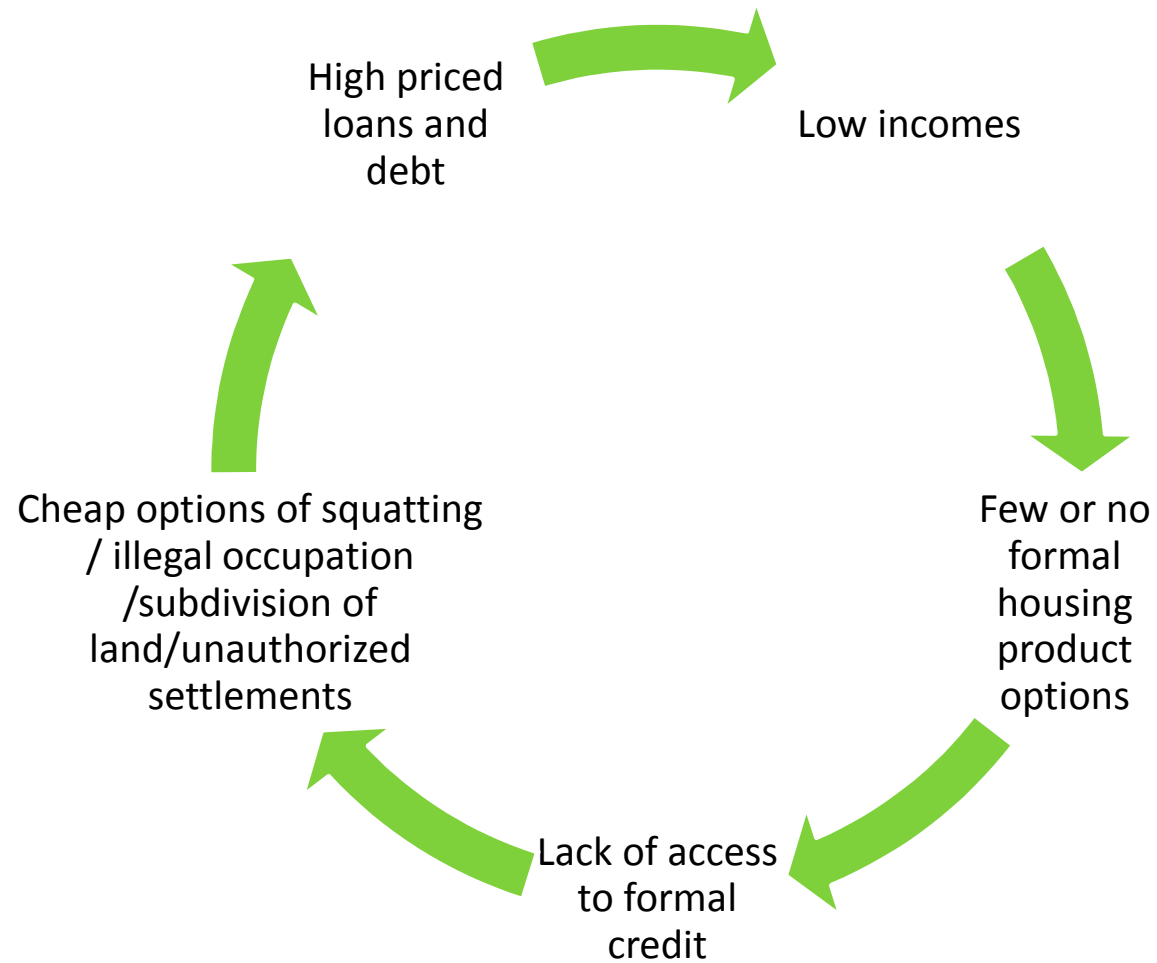 High priced
loans and
debt
Low incomes
Few or no
formal
housing
product
options
Lack of access
to formal
credit
Cheap options of squatting
/ illegal occupation
/subdivision of
land/unauthorized
settlements